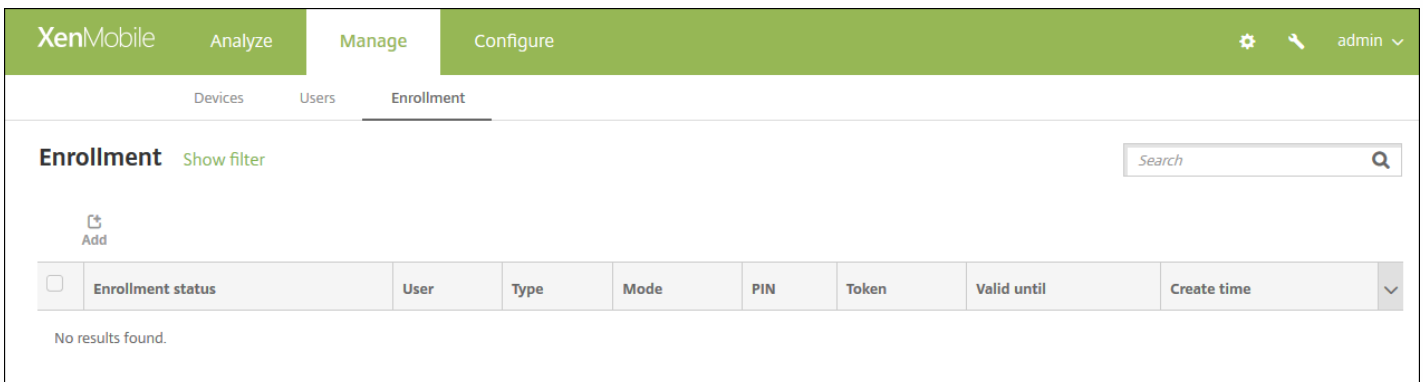 XenMobile Analyze Manage Configure admin
Devices Users Enrollment
Enrollment Show filter Search
Add
Enrollment status User Type Mode PIN Token Valid until Create time
No results found.